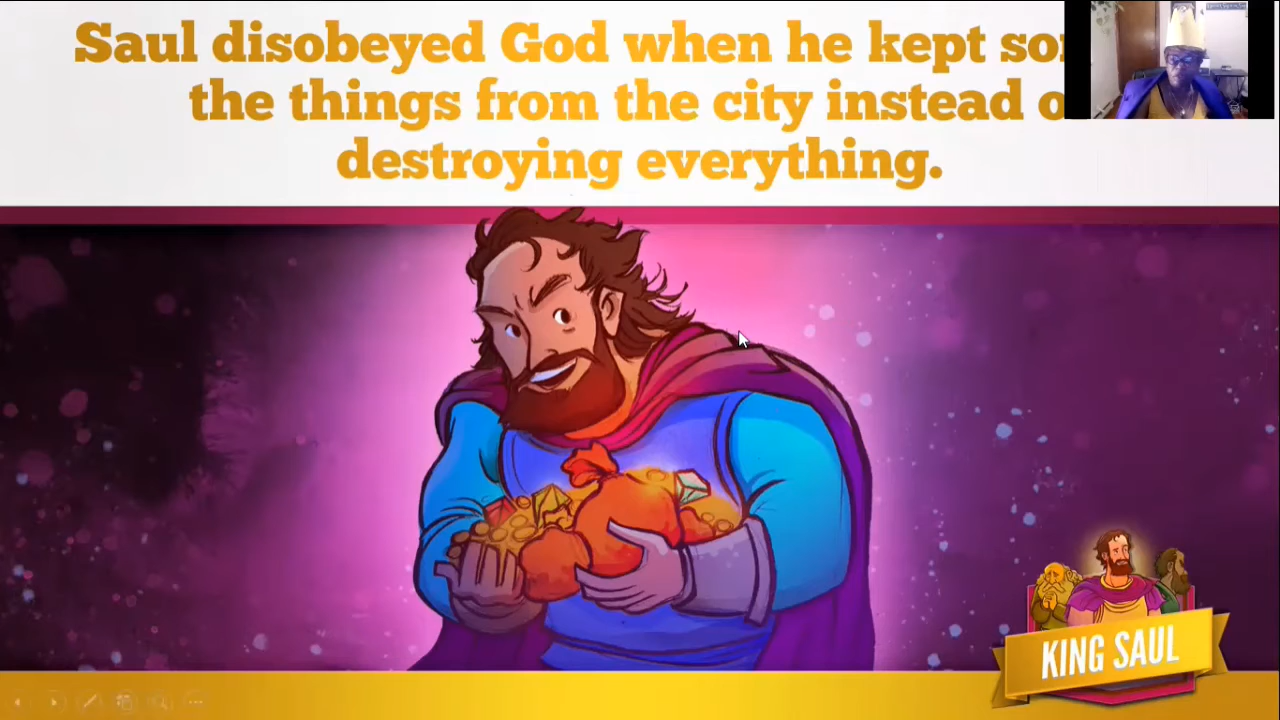 Saul disobeyed God when he kept
the things from the city instead
destroying everything.
KING SAUL